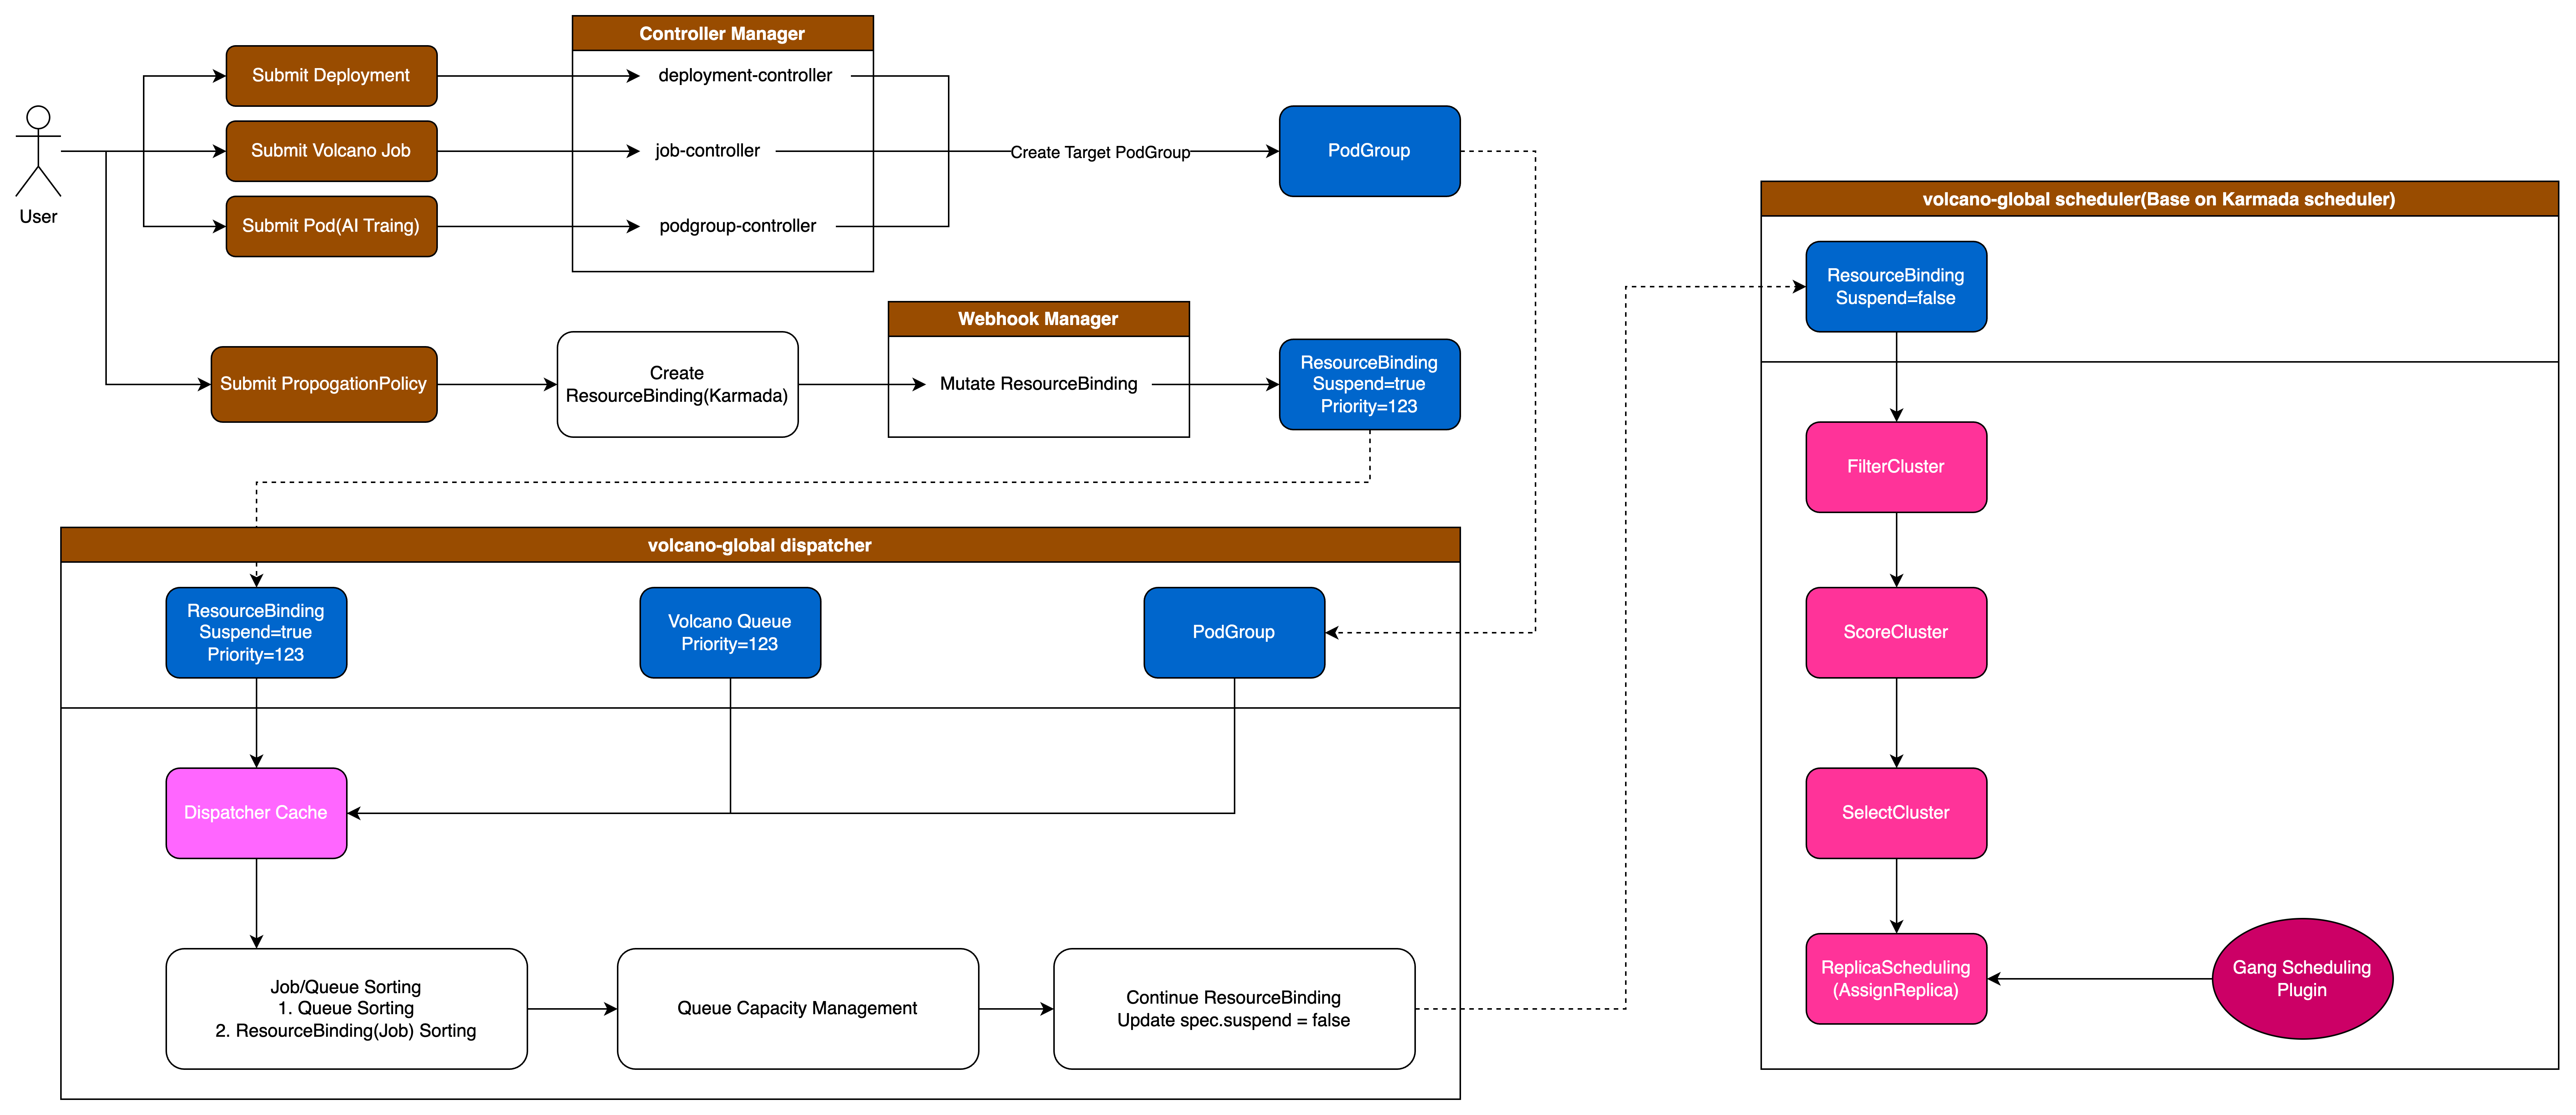 Controller Manager
Submit Deployment
deployment-controller
Submit Volcano Job
job-controller
Create Target PodGroup
PodGroup
User
Submit Pod(AI Traing)
podgroup-controller
Webhook Manager
Submit PropogationPolicy
Create
ResourceBinding(Karmada)
Mutate ResourceBinding
ResourceBinding
Suspend=true
Priority=123
volcano-global dispatcher
ResourceBinding
Suspend=true
Priority=123
Volcano Queue
Priority=123
PodGroup
Dispatcher Cache
Job/Queue Sorting
1. Queue Sorting
2. ResourceBinding(Job) Sorting
Queue Capacity Management
Continue ResourceBinding
Update spec.suspend = false
volcano-global scheduler(Base on Karmada scheduler)
ResourceBinding
Suspend=false
FilterCluster
ScoreCluster
SelectCluster
ReplicaScheduling
(AssignReplica)
Gang Scheduling
Plugin